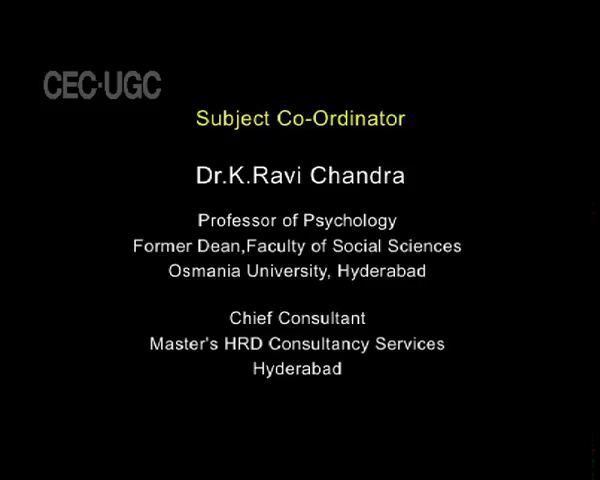 CEC-UGC
Subject Co-Ordinator
Dr.K.Ravi Chandra
Professor of Psychology
Former Dean,Faculty of Social Sciences
Osmania University, Hyderabad
Chief Consultant
Master's HRD Consultancy Services
Hyderabad